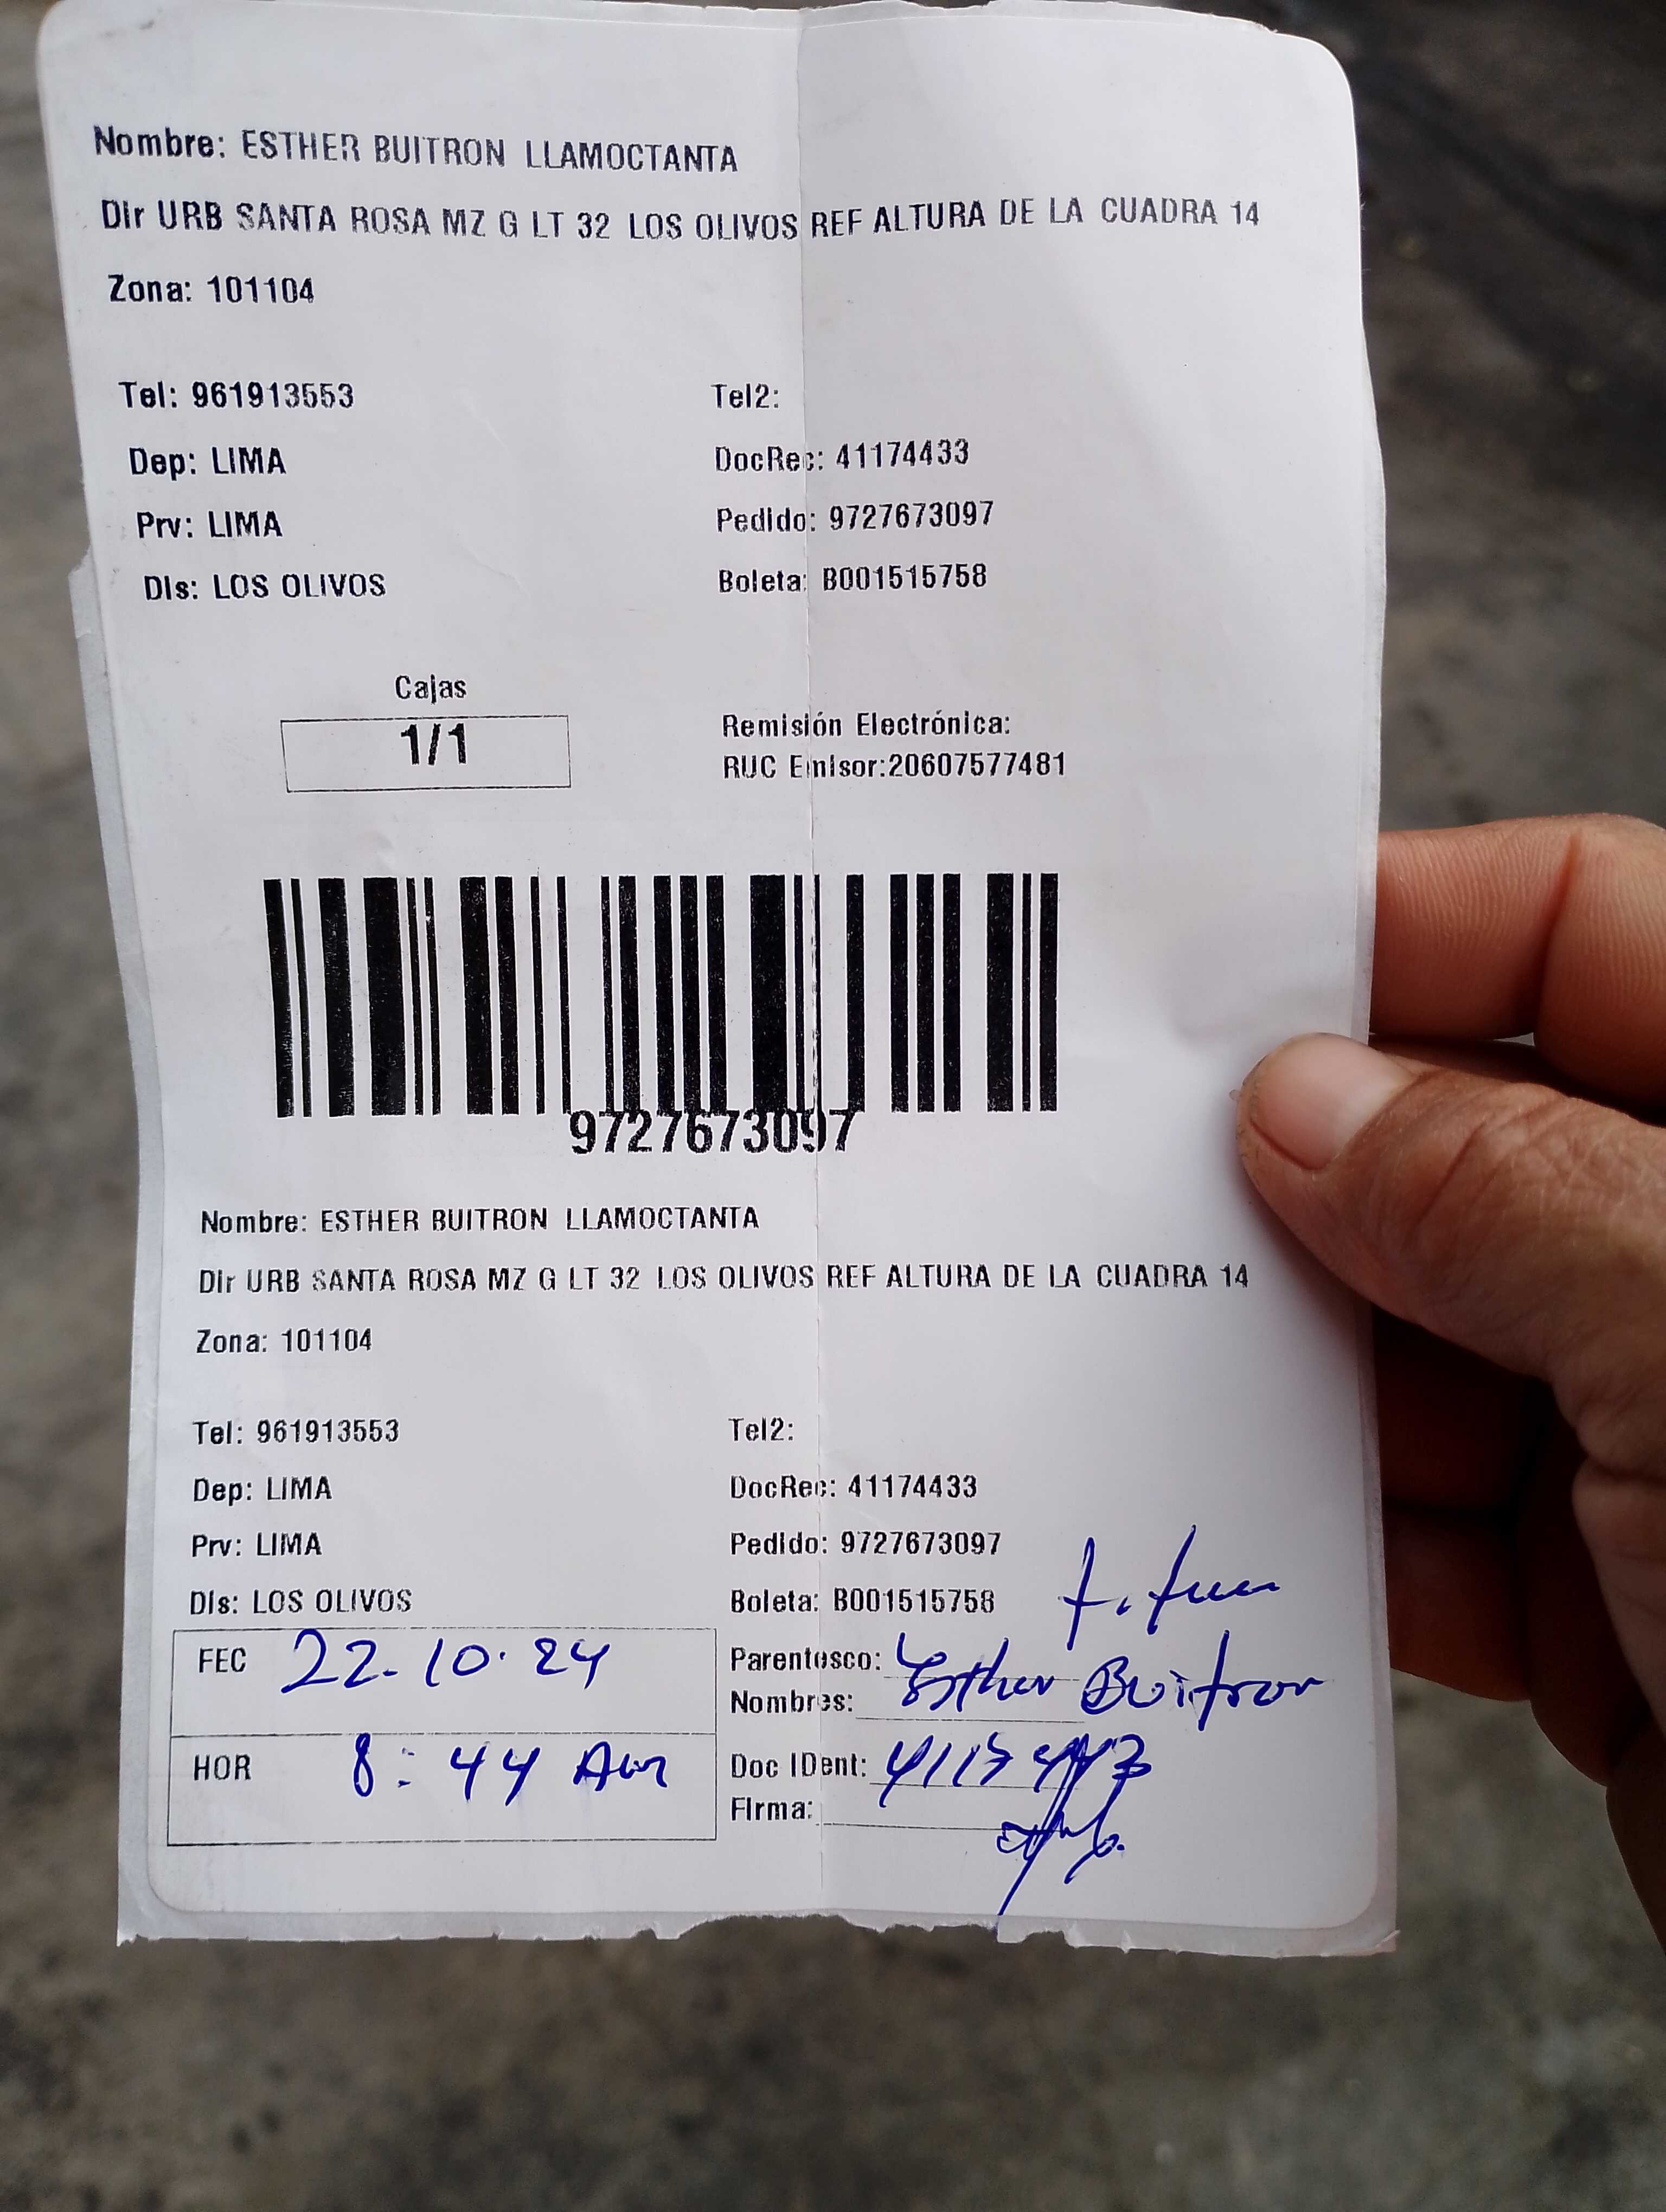 Nombre: ESTHER BUITRON LLAMOCTANTA
Dir URB SANTA ROSA MZ G LT 32 LOS OLIVOS REF ALTURA DE LA CUADRA 14
Zona: 101104
Tel: 961913553 Tel2:
Dep: LIMA DocRec: 41174433
Prv: LIMA Pedido: 9727673097
Dis: LOS OLIVOS Boleta: B001515758
Cajas
1/1
Remisión Electrónica:
RUC Emisor:20607577481
9727673097
Nombre: ESTHER BUITRON LLAMOCTANTA
Dir URB SANTA ROSA MZ G LT 32 LOS OLIVOS REF ALTURA DE LA CUADRA 14
Zona: 101104
Tel: 961913553 Tel2:
Dep: LIMA DocRec: 41174433
Prv: LIMA Pedido: 9727673097
Dis: LOS OLIVOS Boleta: B001515758
FEC 22-10-24 Parentesco:
Nombres: Esther Buitron
HOR 8:44 Am Doc IDent:
Firma: